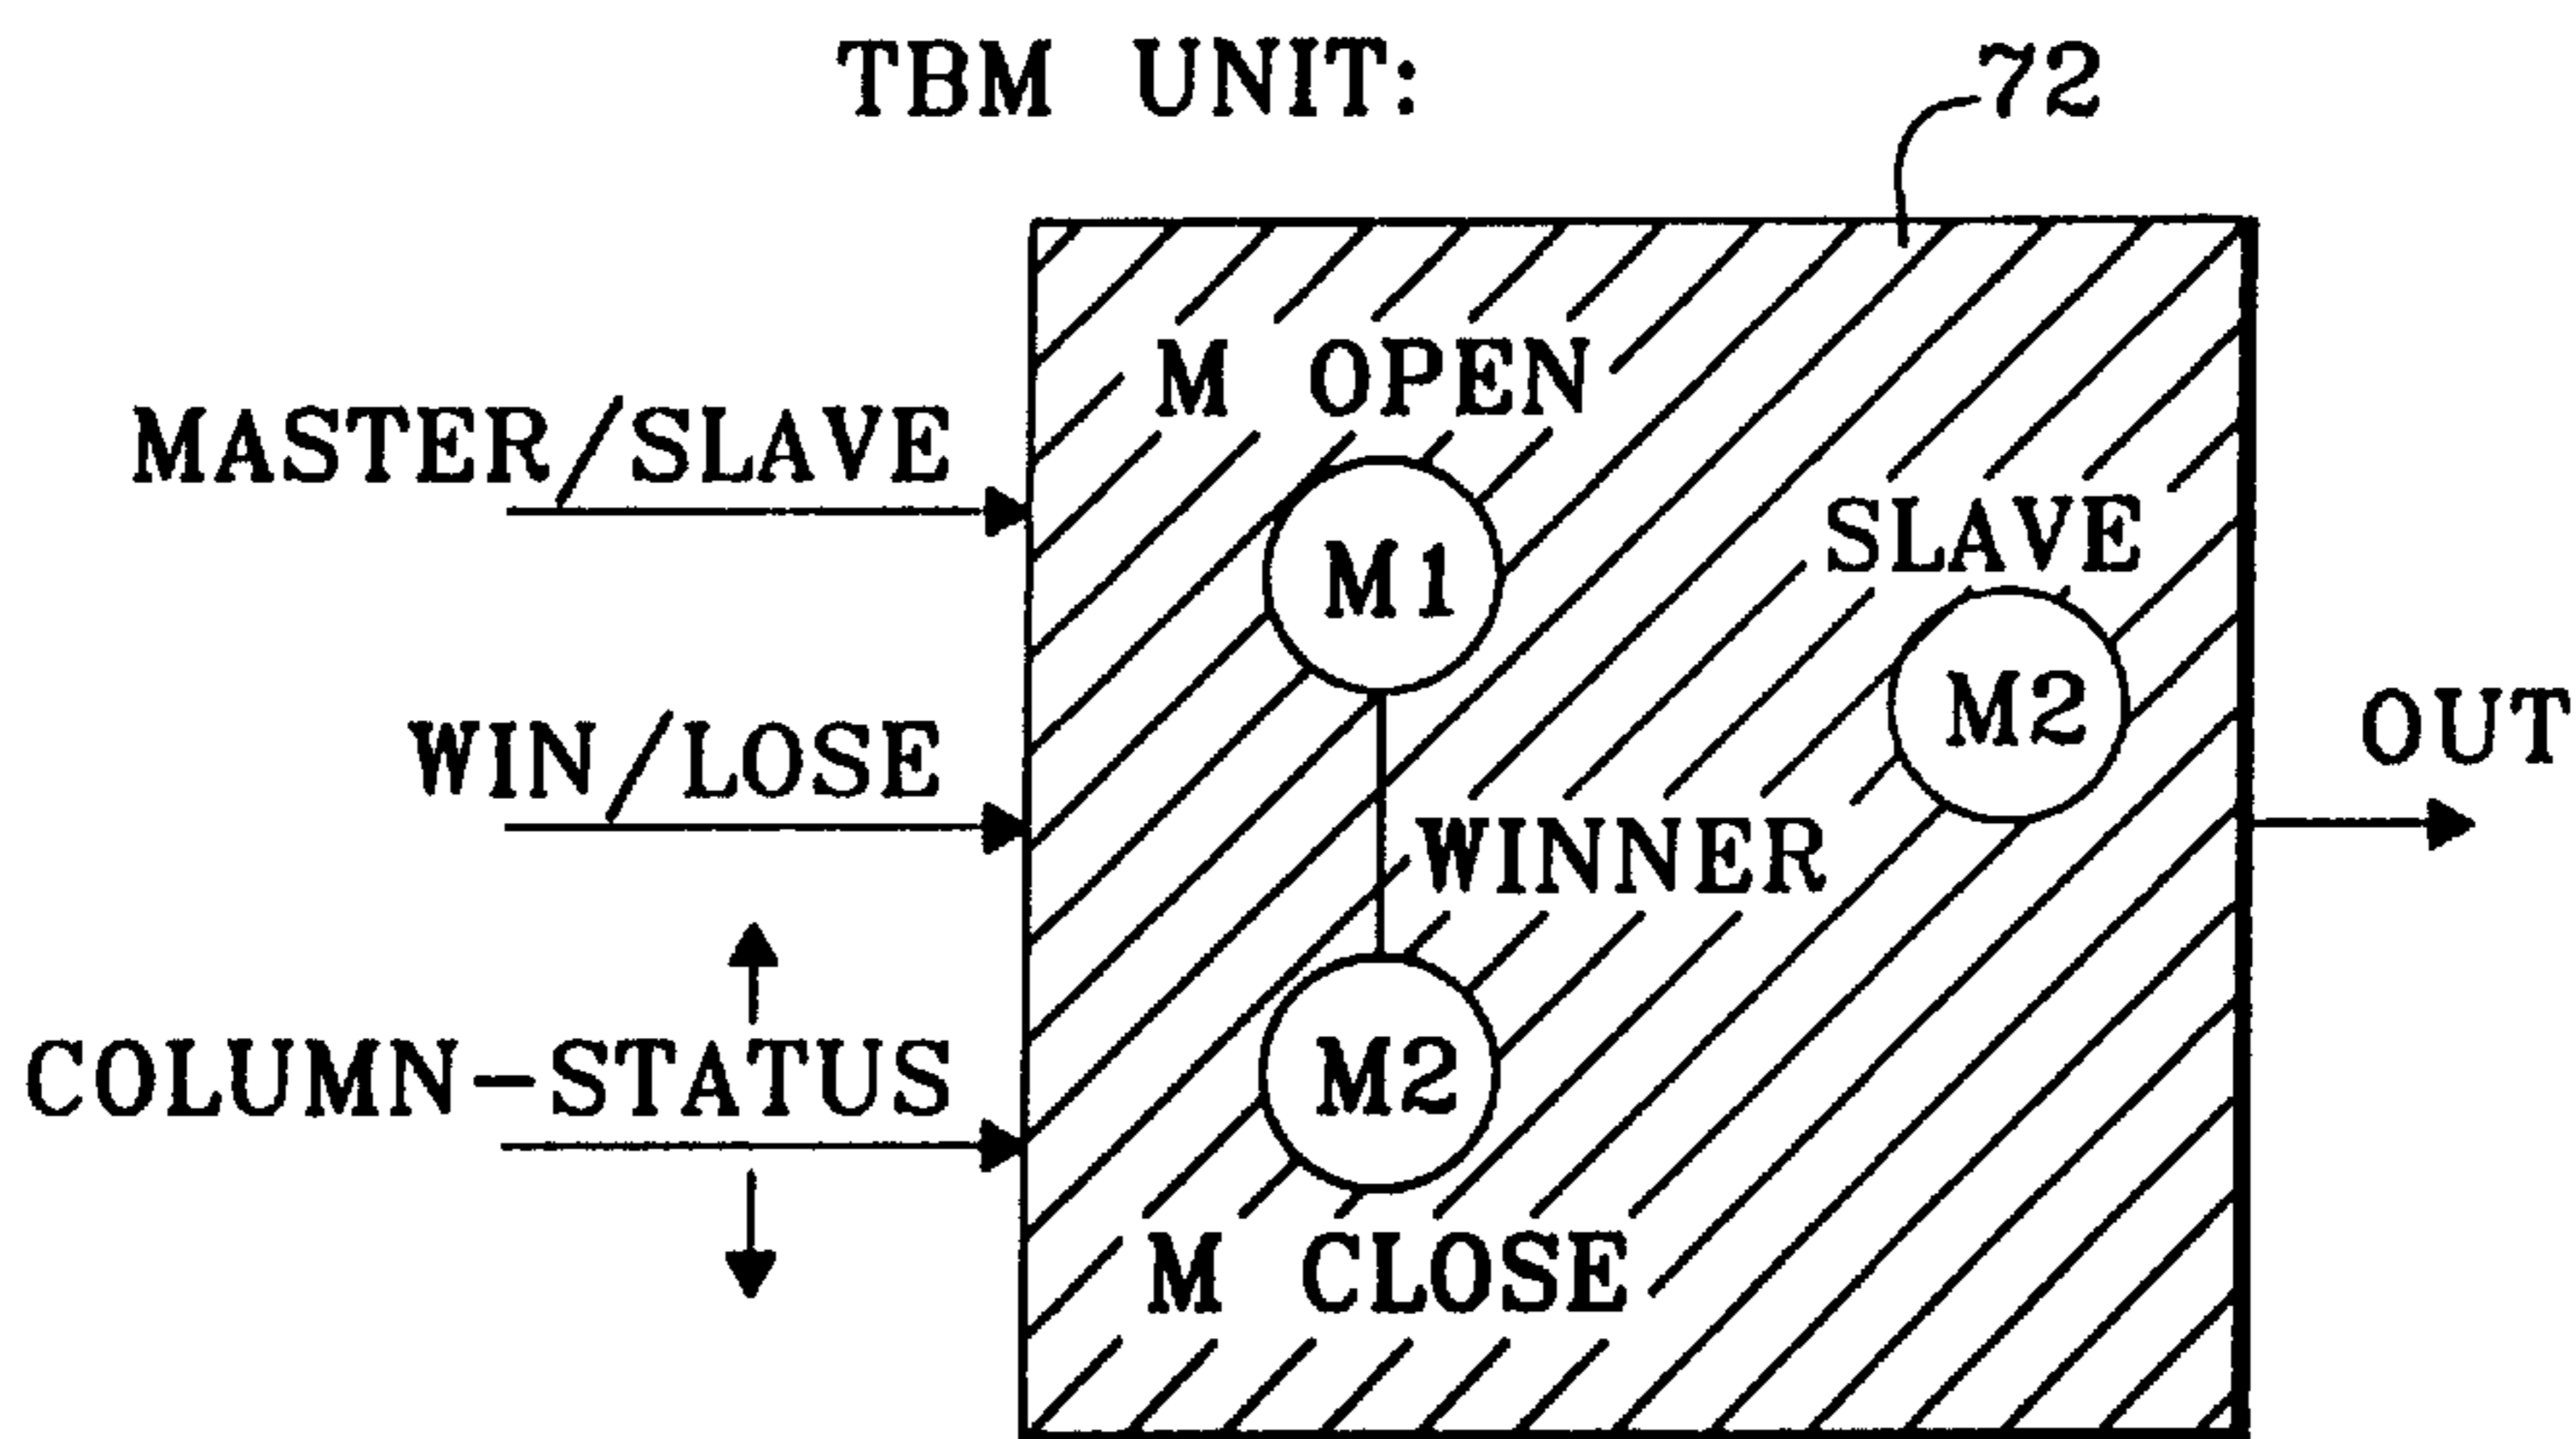 TBM UNIT:
72
M OPEN
MASTER/SLAVE
M1
SLAVE
M2
WIN/LOSE
OUT
WINNER
COLUMN-STATUS
M2
M CLOSE